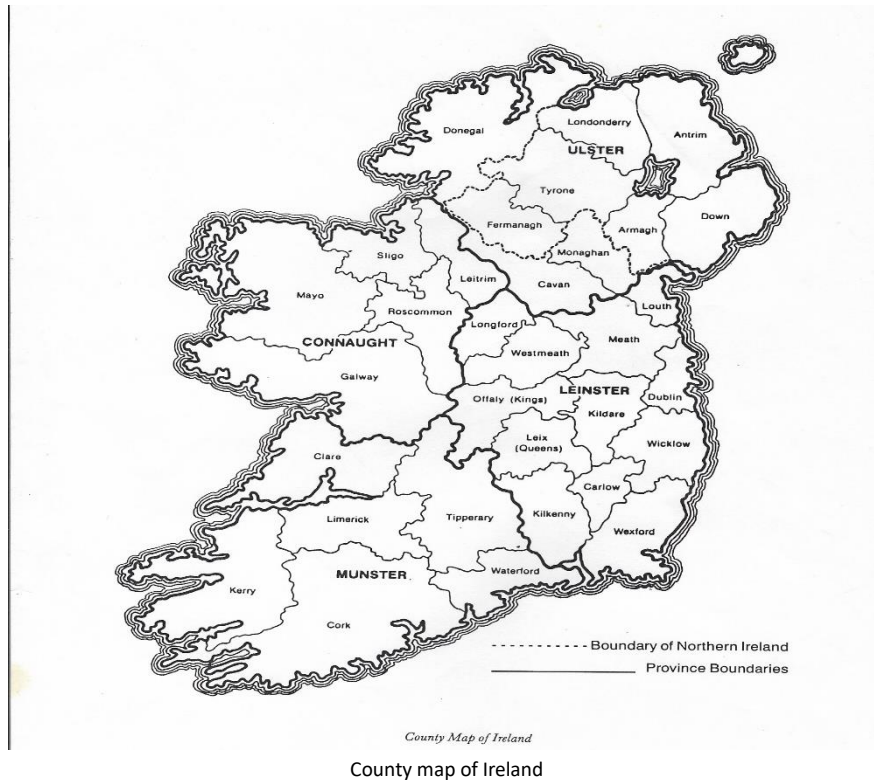 Donegal
Londonderry
Antrim
ULSTER
Tyrone
Fermanagh
Armagh
Down
Monaghan
Sligo
Leitrim
Cavan
Mayo
Roscommon
Louth
Longford
Meath
CONNAUGHT
Westmeath
Galway
LEINSTER
Offaly (Kings)
Dublin
Kildare
Leix
(Queens)
Wicklow
Clare
Carlow
Limerick
Tipperary
Kilkenny
Wexford
Waterford
MUNSTER
Kerry
Cork
Boundary of Northern Ireland
Province Boundaries
County Map of Ireland
County map of Ireland